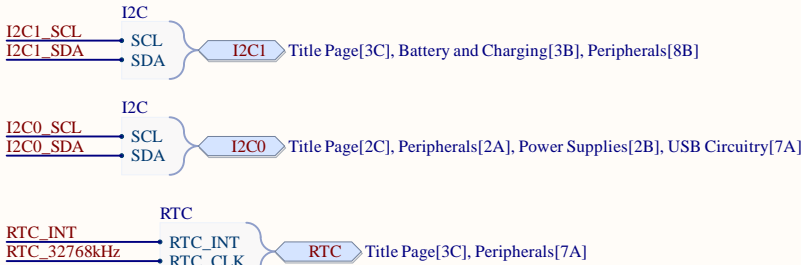 I2C
I2C1_SCL SCL
I2C1_SDA SDA I2C1 Title Page[3C], Battery and Charging[3B], Peripherals[8B]
I2C
I2C0_SCL SCL
I2C0_SDA SDA I2C0 Title Page[2C], Peripherals[2A], Power Supplies[2B], USB Circuitry[7A]
RTC
RTC_INT RTC_INT
RTC_32768kHz RTC_CLK RTC Title Page[3C], Peripherals[7A]